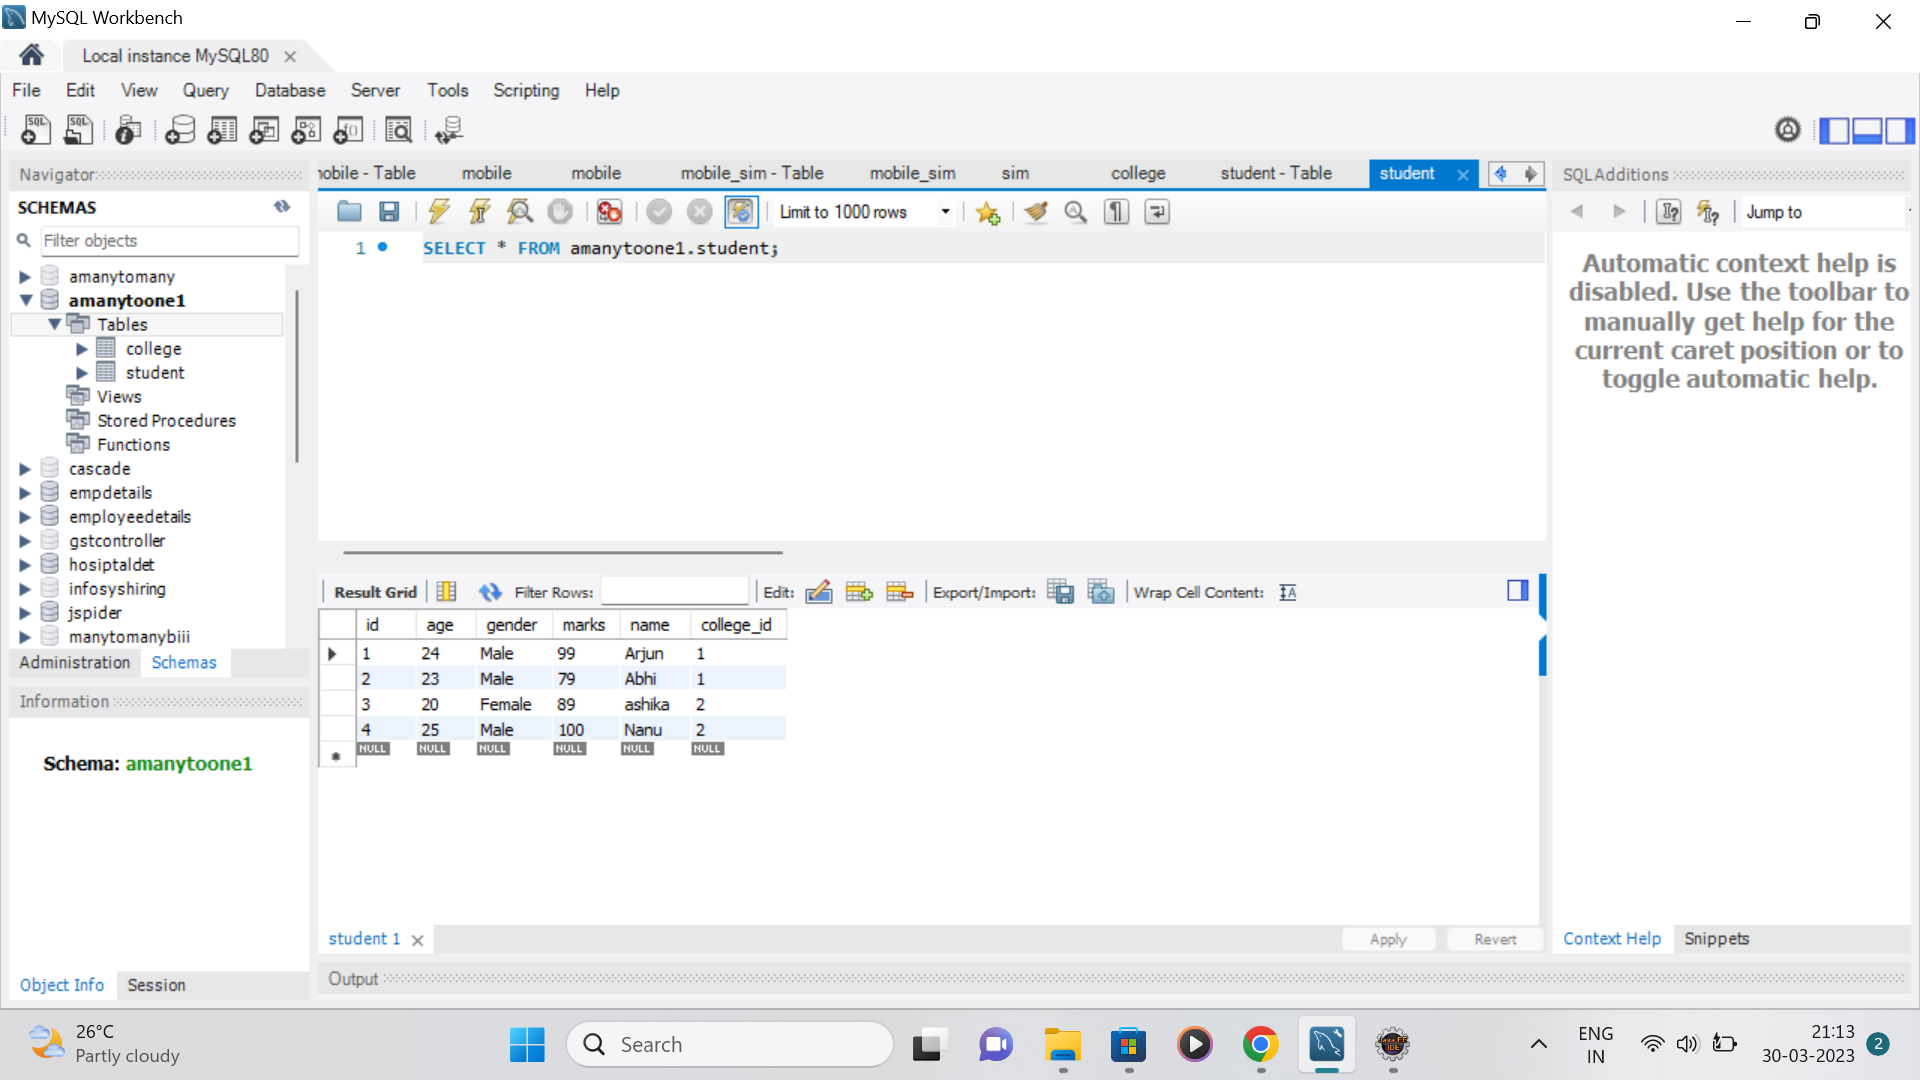 MySQL Workbench
Local instance MySQL80
File Edit View Query Database Server Tools Scripting Help
Navigator
SCHEMAS
Filter objects
amanytomany
amanytoone1
Tables
college
student
Views
Stored Procedures
Functions
cascade
empdetails
employeedetails
gstcontroller
hosiptaldet
infosyshiring
jspider
manytomanybiii
Administration Schemas
Information
Schema: amanytoone1
Object Info Session
nobile - Table mobile mobile mobile_sim - Table mobile_sim sim college student - Table student
Limit to 1000 rows
1 SELECT * FROM amanytoone1.student;
Result Grid Filter Rows: Edit: Export/Import: Wrap Cell Content:
id age gender marks name college_id
1 24 Male 99 Arjun 1
2 23 Male 79 Abhi 1
3 20 Female 89 ashika 2
4 25 Male 100 Nanu 2
NULL NULL NULL NULL NULL NULL
student 1
Apply Revert
Output
SQLAdditions
Jump to
Automatic context help is
disabled. Use the toolbar to
manually get help for the
current caret position or to
toggle automatic help.
Context Help Snippets
26°C
Partly cloudy
Search
ENG
IN
21:13
30-03-2023
2